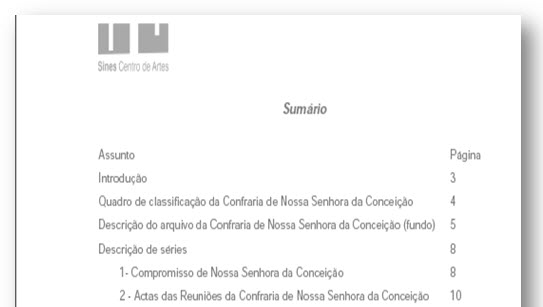 Sines Centro de Artes
Sumário
Assunto Página
Introdução 3
Quadro de classificação da Confraria de Nossa Senhora da Conceição 4
Descrição do arquivo da Confraria de Nossa Senhora da Conceição (fundo) 5
Descrição de séries 8
1- Compromisso de Nossa Senhora da Conceição 8
2 - Actas das Reuniões da Confraria de Nossa Senhora da Conceição 10